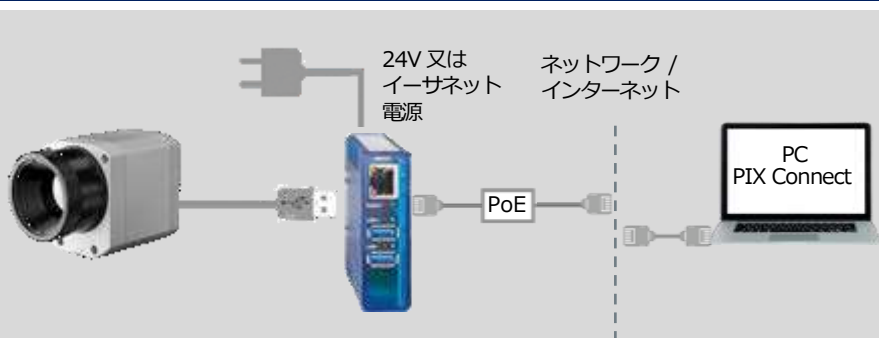 24V 又は
イーサネット
電源
ネットワーク /
インターネット
PoE
PC
PIX Connect